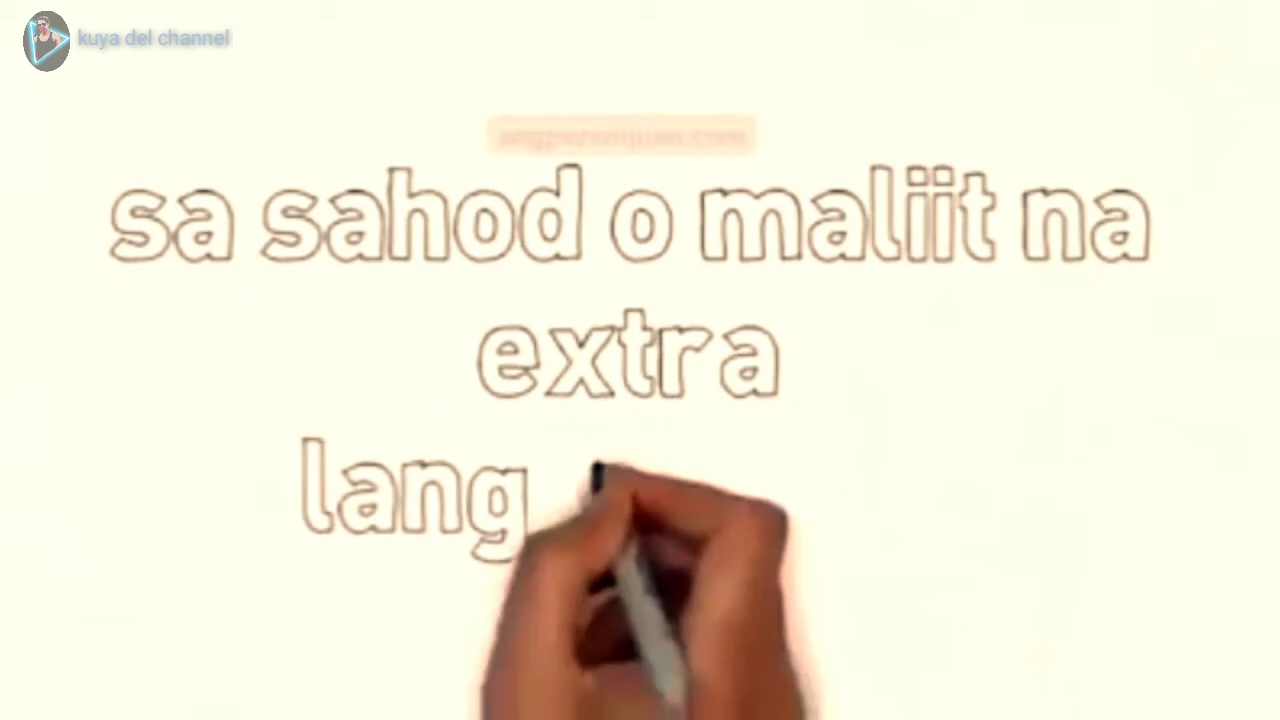 kuya del channel
sa sahod o maliit na
extra
lang